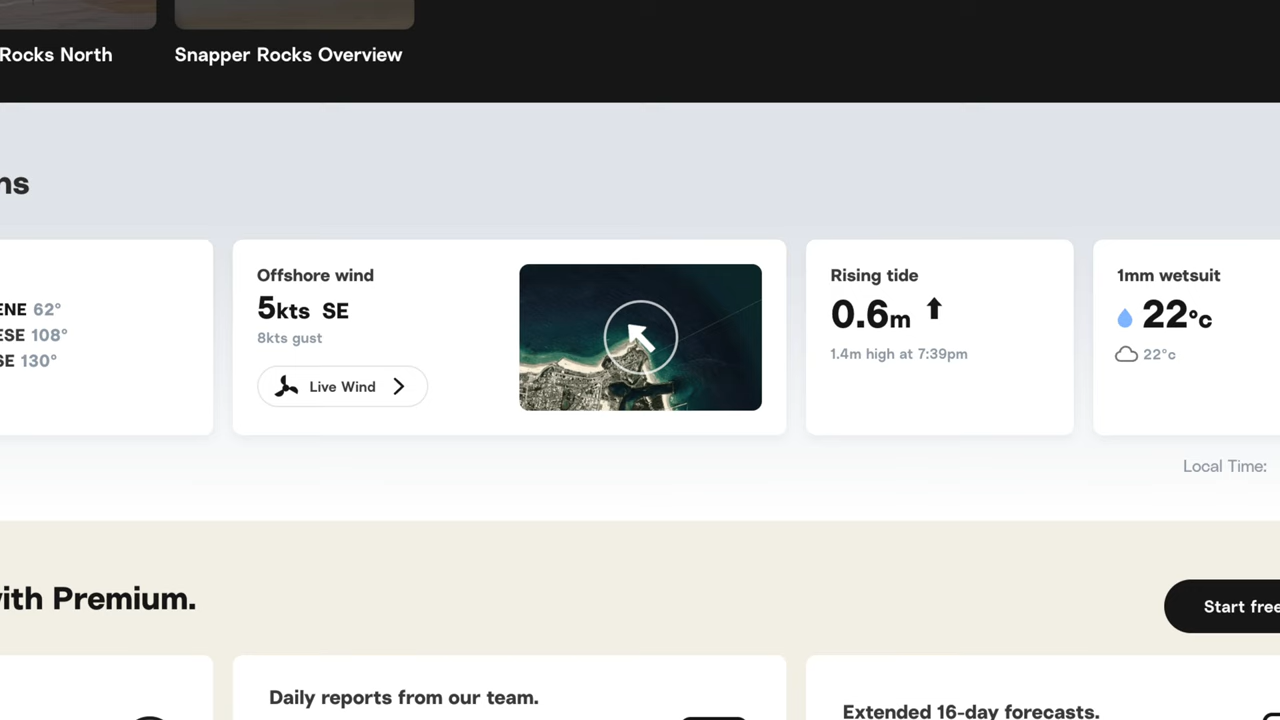 Rocks North
Snapper Rocks Overview
ns
ENE 62°
ESE 108°
SE 130°
Offshore wind
5kts SE
8kts gust
Live Wind
Rising tide
0.6m
1.4m high at 7:39pm
1mm wetsuit
22°c
22°c
Local Time:
with Premium.
Start free
Daily reports from our team.
Extended 16-day forecasts.